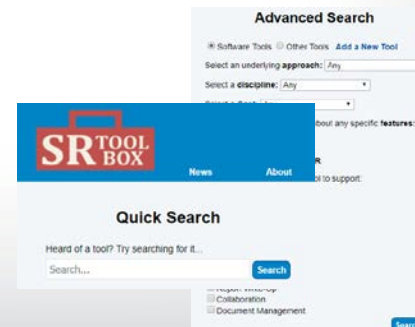 Advanced Search
Software Tools Other Tools Add a New Tool
Select an underlying approach: Any
Select a discipline: Any
about any specific features:
SR TOOL
BOX
News About
to support:
Quick Search
Heard of a tool? Try searching for it...
Search... Search
Collaboration
Document Management